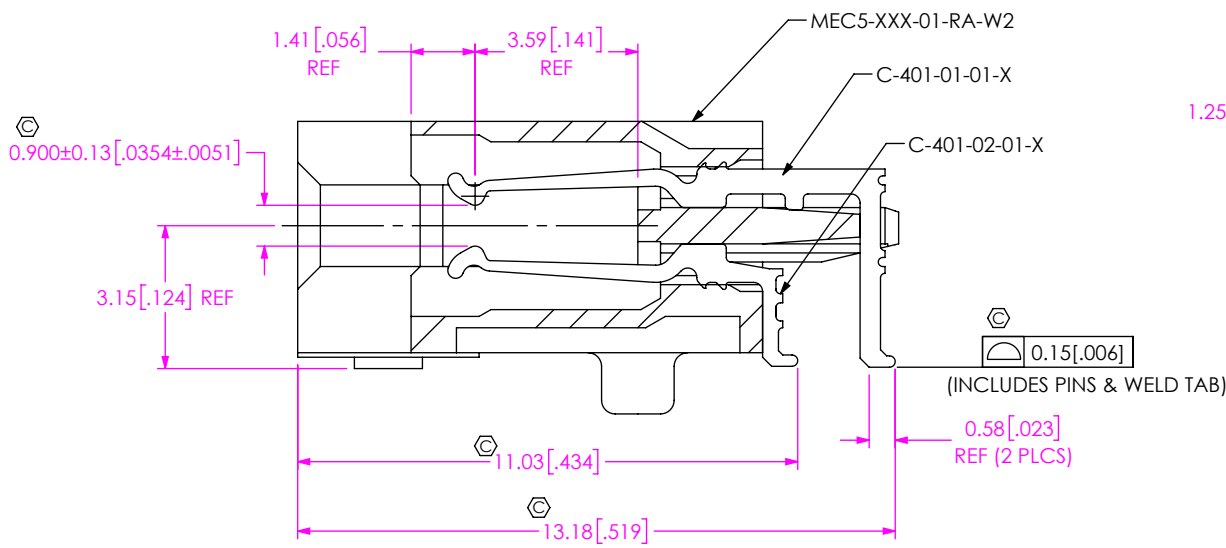 1.41[.056]
REF
3.59[.141]
REF
MEC5-XXX-01-RA-W2
C-401-01-01-X
C-401-02-01-X
1.25
C
0.900±0.13[.0354±.0051]
3.15[.124] REF
C
0.15[.006]
(INCLUDES PINS & WELD TAB)
0.58[.023]
REF (2 PLCS)
C
11.03[.434]
C
13.18[.519]